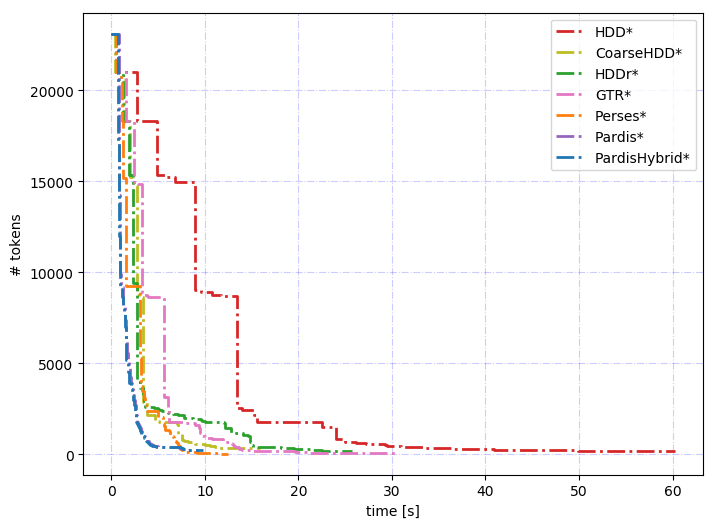 HDD*
CoarseHDD*
HDDr*
GTR*
Perses*
Pardis*
PardisHybrid*
# tokens
20000
15000
10000
5000
0
0 10 20 30 40 50 60
time [s]